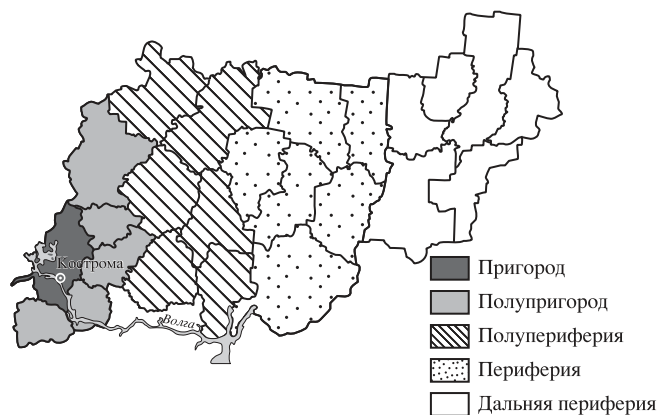 Кострома
Волга
Пригород
Полупригород
Полупериферия
Периферия
Дальняя периферия